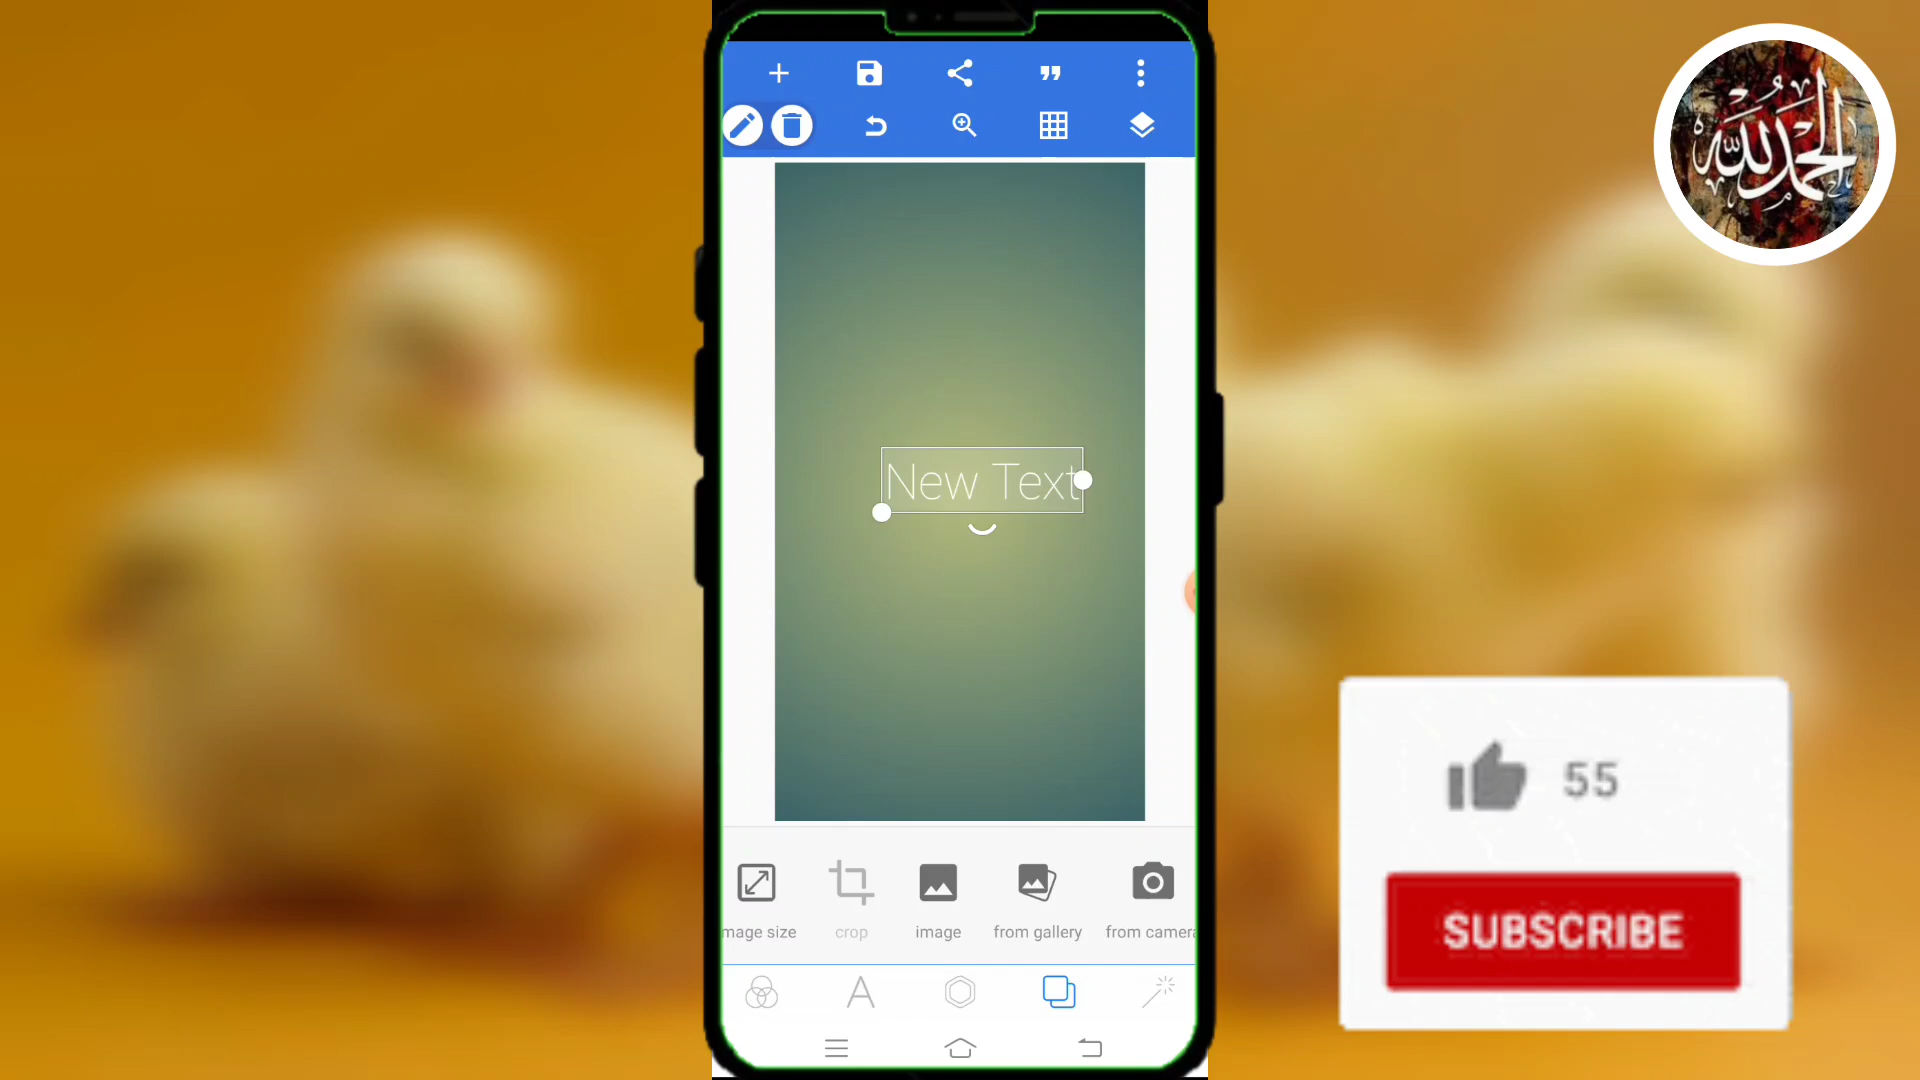 الحمد لله
New Text
mage size
crop
image
from gallery
from camera
55
SUBSCRIBE